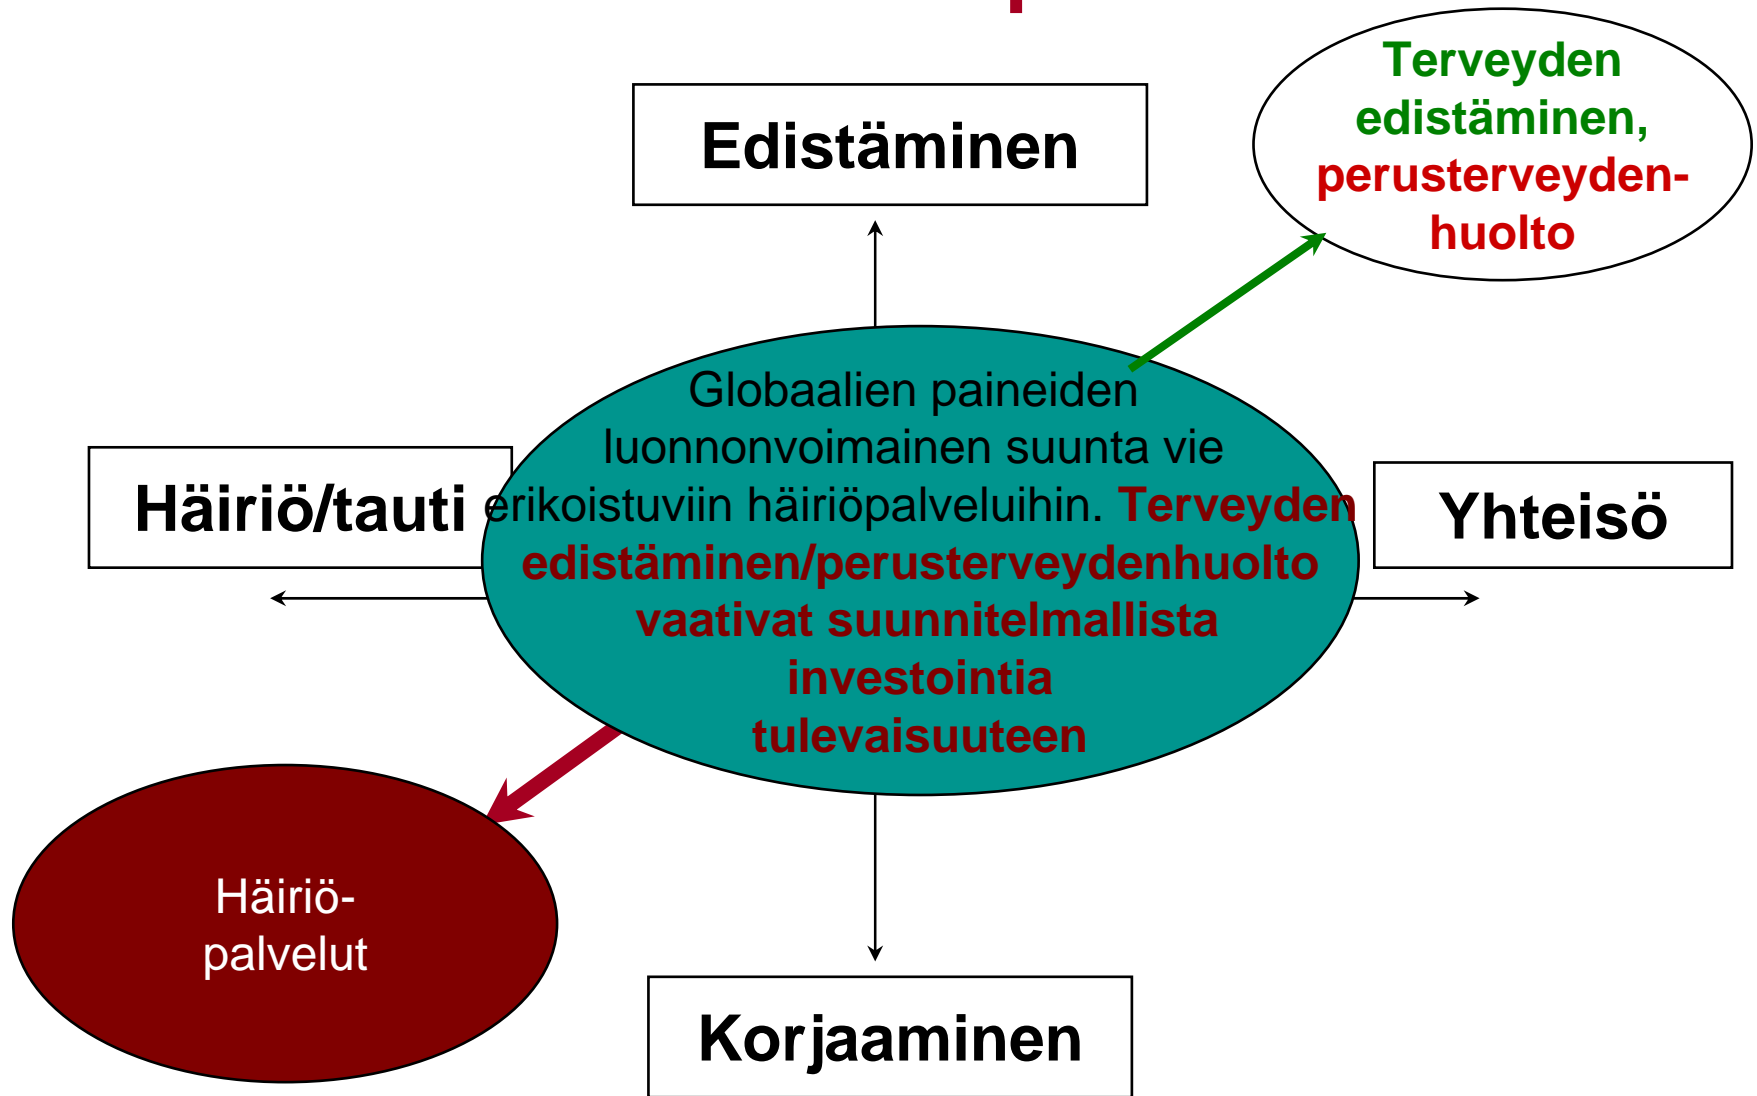 Terveyden
edistäminen,
perusterveyden-
huolto
Edistäminen
Globaalien paineiden
luonnonvoimainen suunta vie
erikoistuviin häiriöpalveluihin. Terveyden
edistäminen/perusterveydenhuolto
vaativat suunnitelmallista
investointia
tulevaisuuteen
Häiriö/tauti
Yhteisö
Häiriö-
palvelut
Korjaaminen